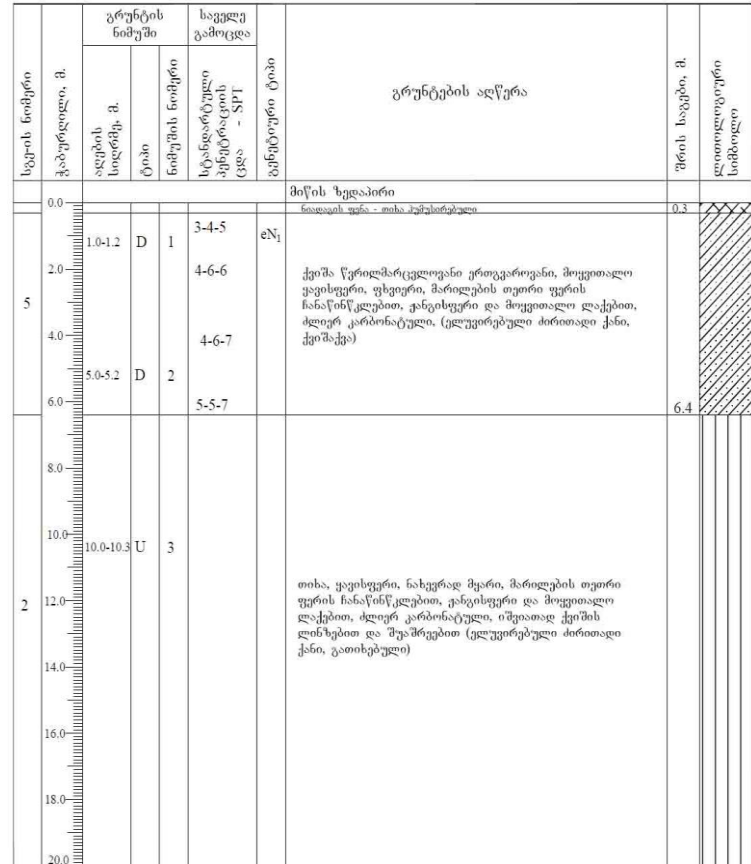 გრუნტის
ნიმუში
საველე
გამოცდა
სგე-ის ნომერი
ჭაბურღილი, მ.
აღების
სიღრმე, მ.
ტიპი
ნიმუშის ნომერი
სტანდარტული
პენეტრაციის
ცდა - SPT
გენეტიური ტიპი
გრუნტების აღწერა
შრის საგები, მ.
ლითოლოგიური
სიმბოლო
მიწის ზედაპირი
0.0
ნიადაგის ფენა - თიხა ჰუმუსირებული
0.3
1.0-1.2 D 1
3-4-5
eN1
2.0
4-6-6
5
ქვიშა წვრილმარცვლოვანი ერთგვაროვანი, მოყვითალო
ყავისფერი, ფხვიერი, მარილების თეთრი ფერის
ჩანაწინწკლებით, ჟანგისფერი და მოყვითალო ლაქებით,
ძლიერ კარბონატული, (ელუვირებული ძირითადი ქანი,
ქვიშაქვა)
4.0
4-6-7
5.0-5.2 D 2
6.0
5-5-7
6.4
8.0
10.0
10.0-10.3 U 3
2
12.0
თიხა, ყავისფერი, ნახევრად მყარი, მარილების თეთრი
ფერის ჩანაწინწკლებით, ჟანგისფერი და მოყვითალო
ლაქებით, ძლიერ კარბონატული, იშვიათად ქვიშის
ლინზებით და შუაშრეებით (ელუვირებული ძირითადი
ქანი, გათიხებული)
14.0
16.0
18.0
20.0